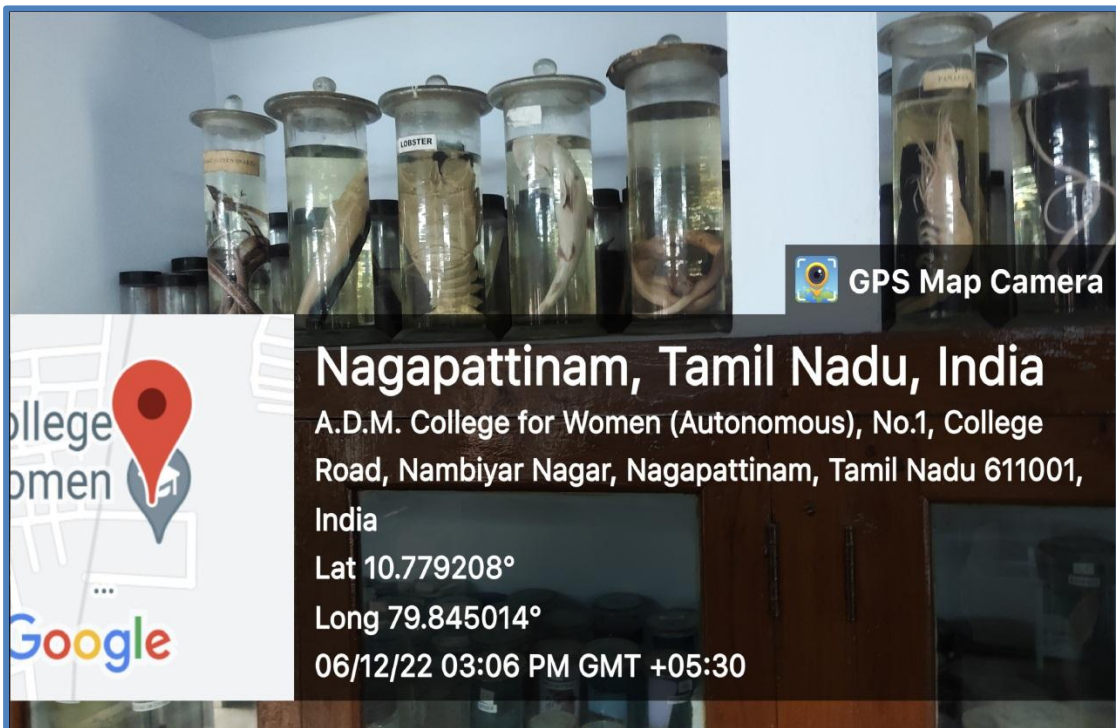 LOBSTER
GPS Map Camera
ollege
omen
...
Google
Nagapattinam, Tamil Nadu, India
A.D.M. College for Women (Autonomous), No.1, College
Road, Nambiyar Nagar, Nagapattinam, Tamil Nadu 611001,
India
Lat 10.779208°
Long 79.845014°
06/12/22 03:06 PM GMT +05:30